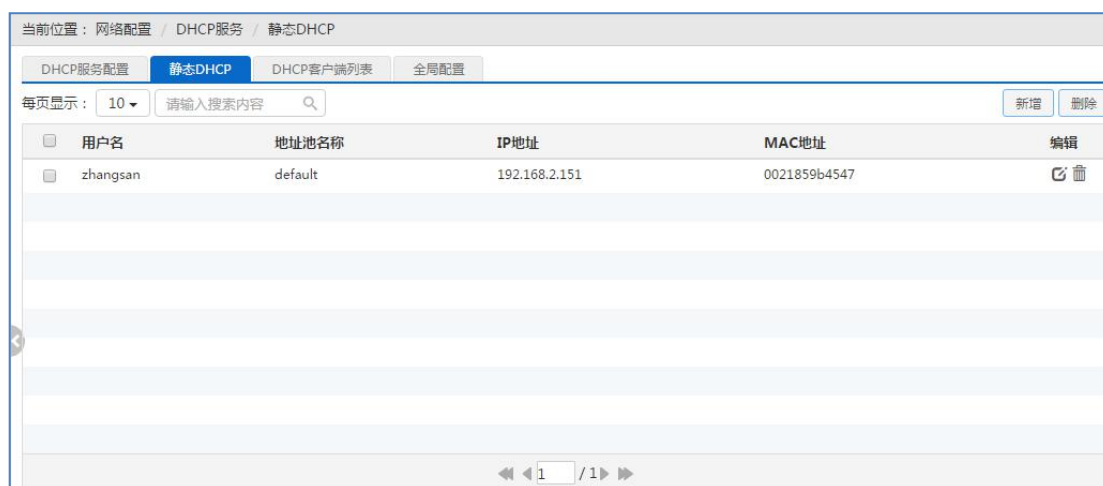 当前位置： 网络配置 / DHCP服务 / 静态DHCP
DHCP服务配置 静态DHCP DHCP客户端列表 全局配置
每页显示： 10 请输入搜素内容 新增 删除
用户名 地址池名称 IP地址 MAC地址 编辑
zhangsan default 192.168.2.151 0021859b4547
1 / 1